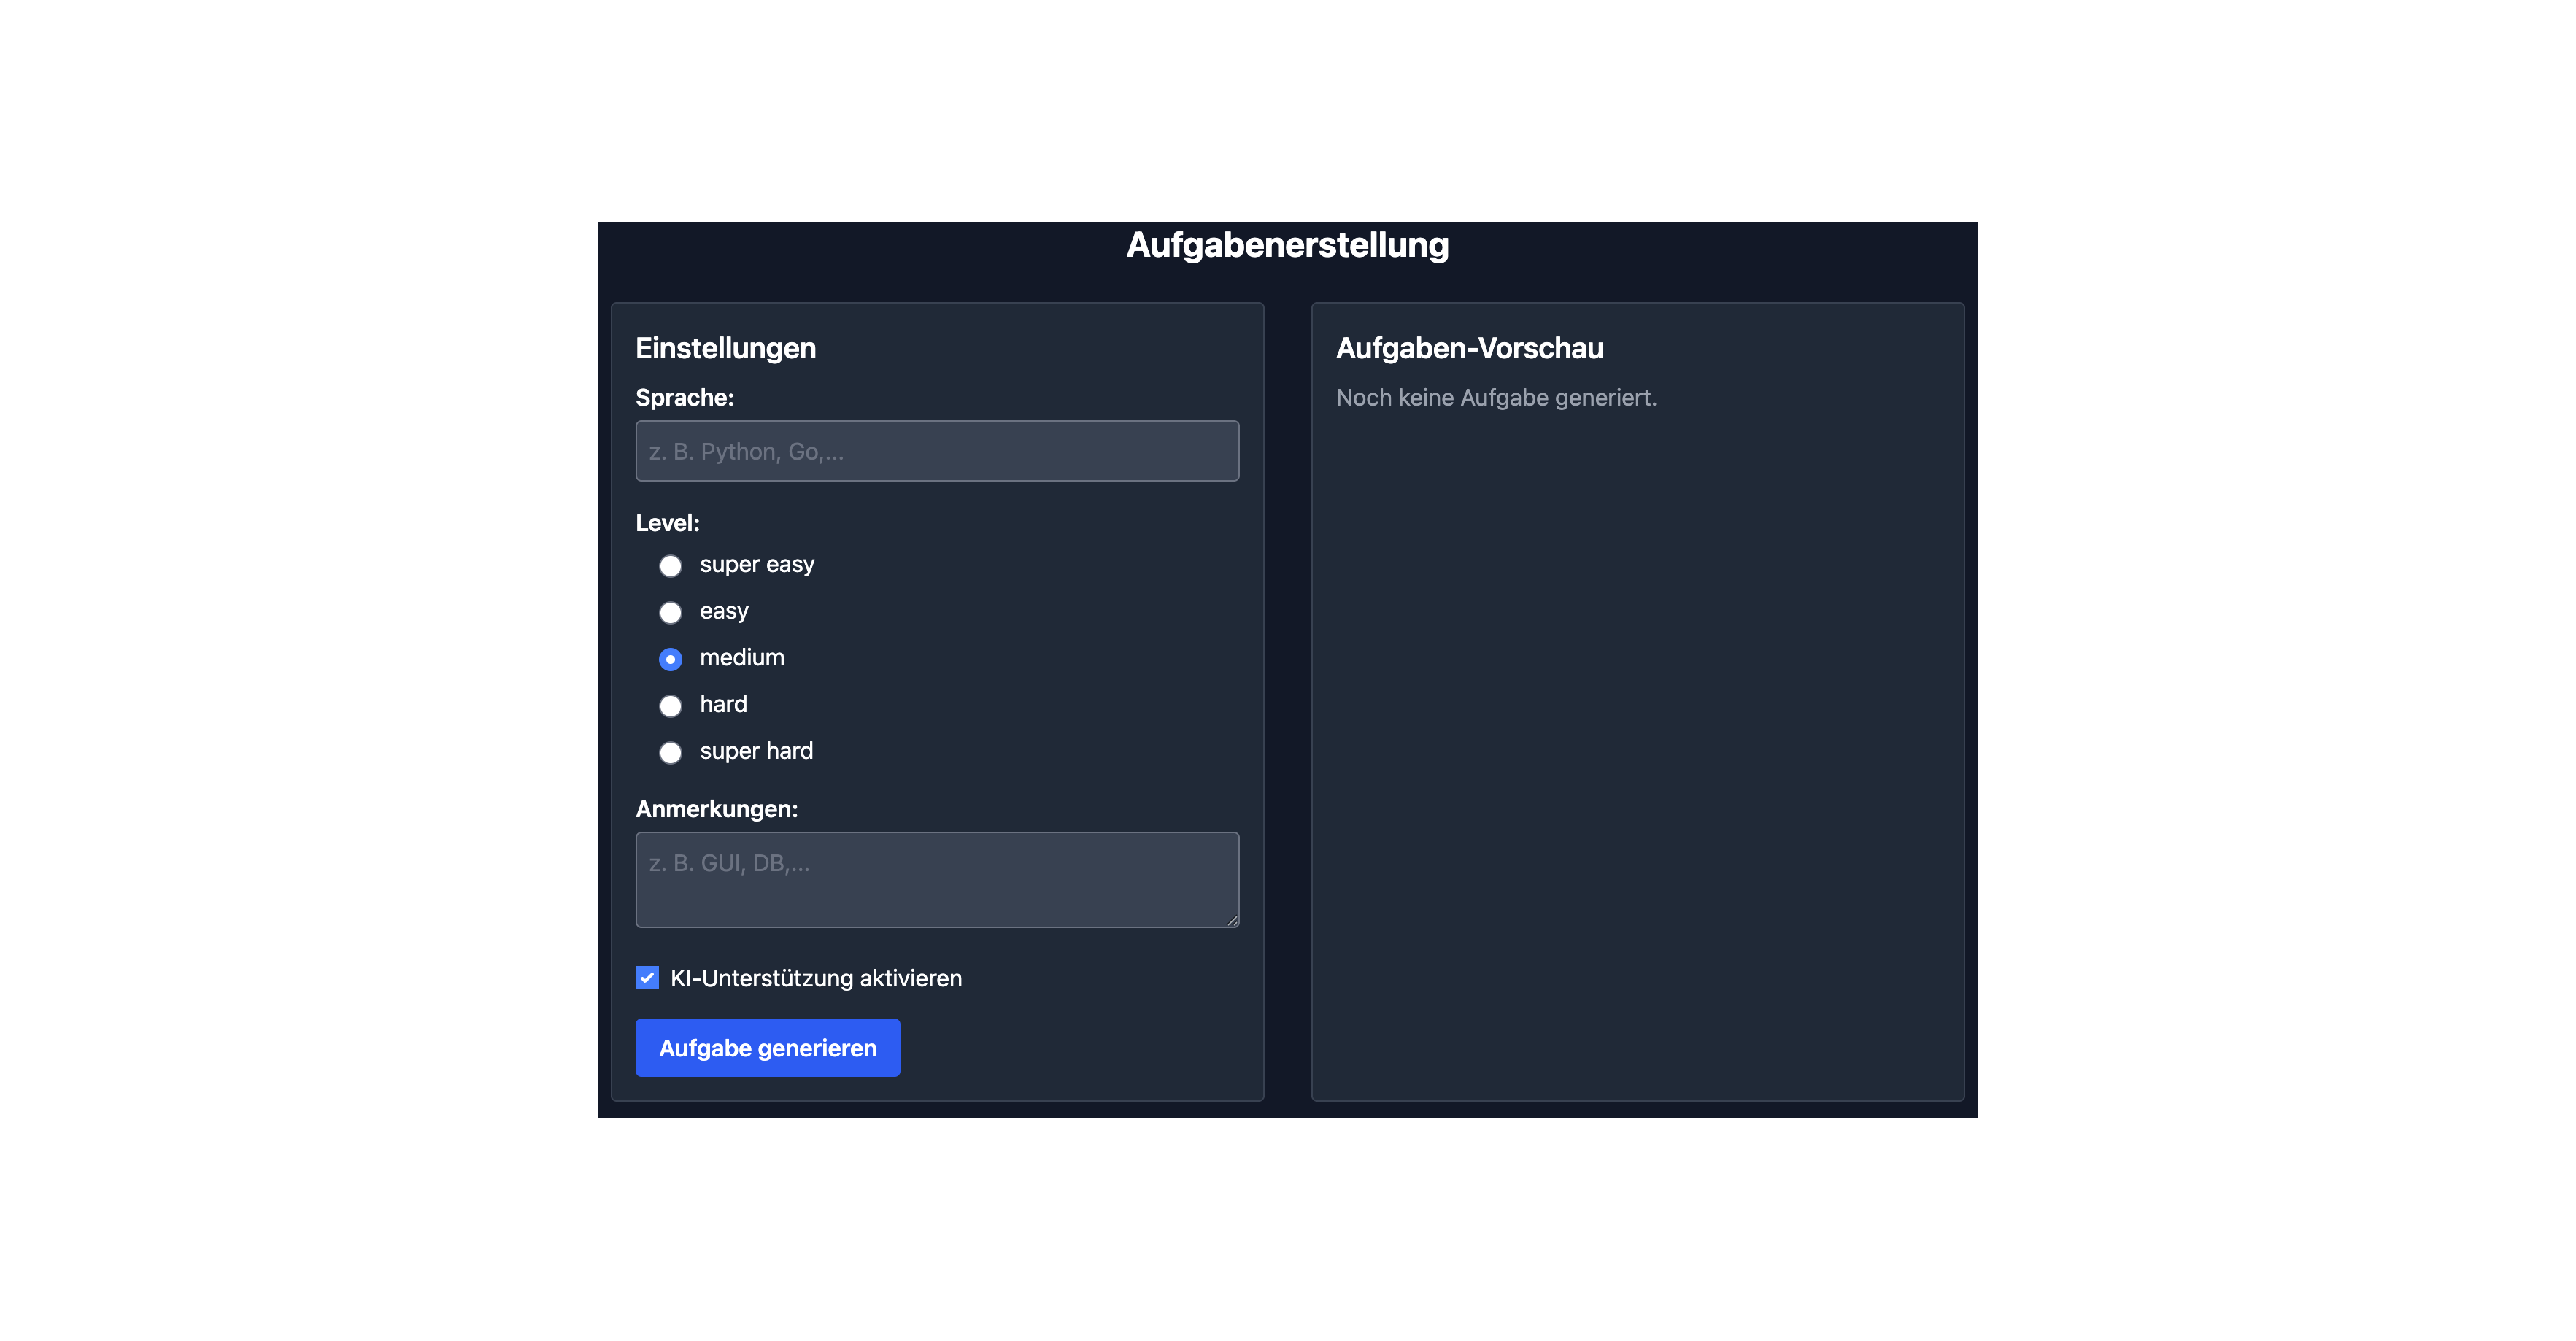 Aufgabenerstellung
Einstellungen
Sprache:
z. B. Python, Go,...
Level:
super easy
easy
medium
hard
super hard
Anmerkungen:
z. B. GUI, DB,...
KI-Unterstützung aktivieren
Aufgabe generieren
Aufgaben-Vorschau
Noch keine Aufgabe generiert.